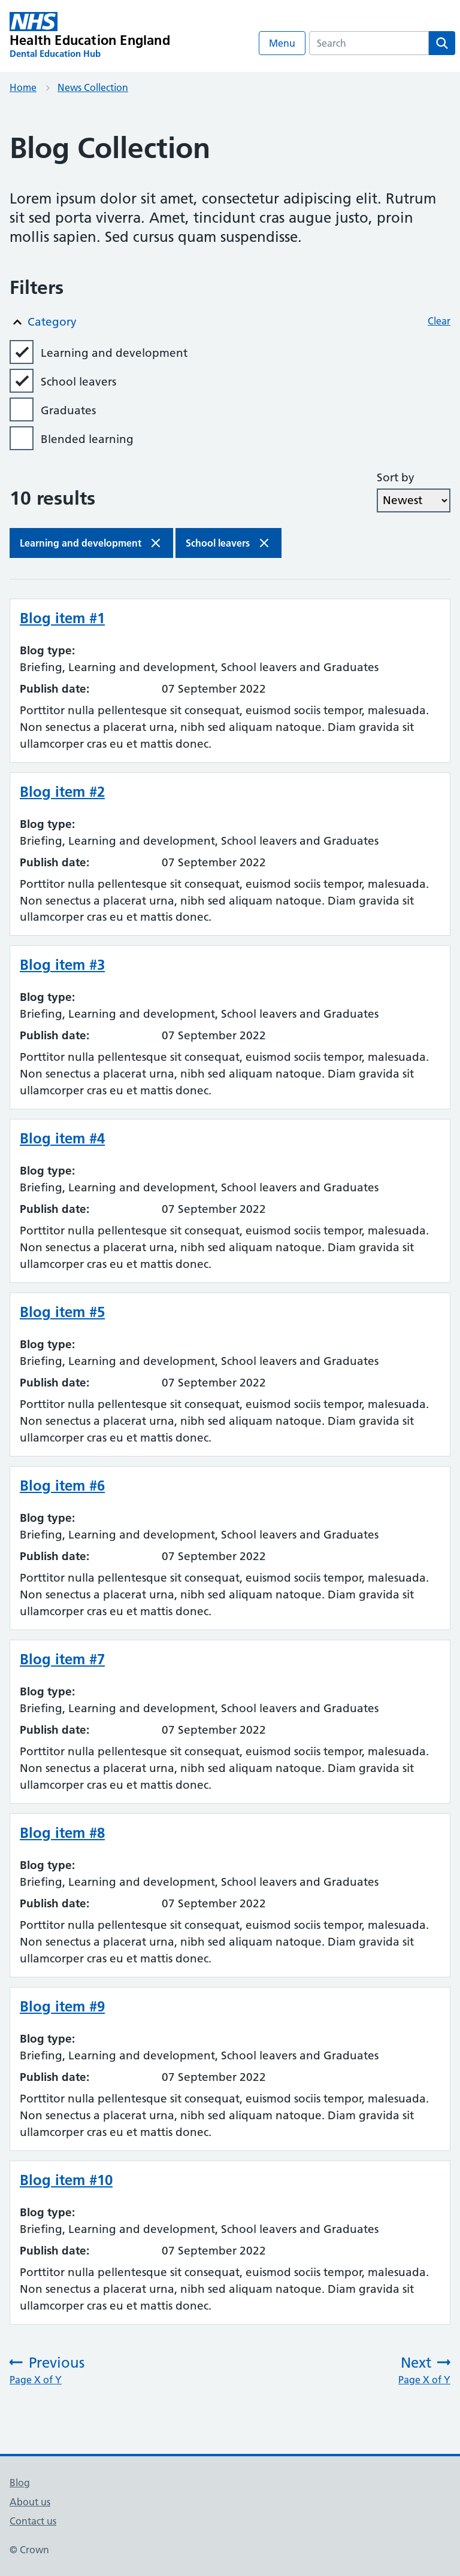 NHS
Health Education England
Dental Education Hub
Menu
Search
Home
News Collection
Blog Collection
Lorem ipsum dolor sit amet, consectetur adipiscing elit. Rutrum
sit sed porta viverra. Amet, tincidunt cras augue justo, proin
mollis sapien. Sed cursus quam suspendisse.
Filters
Category
Clear
Learning and development
School leavers
Graduates
Blended learning
Sort by
10 results
Newest
Learning and development
School leavers
Blog item #1
Blog type:
Briefing, Learning and development, School leavers and Graduates
Publish date: 07 September 2022
Porttitor nulla pellentesque sit consequat, euismod sociis tempor, malesuada.
Non senectus a placerat urna, nibh sed aliquam natoque. Diam gravida sit
ullamcorper cras eu et mattis donec.
Blog item #2
Blog type:
Briefing, Learning and development, School leavers and Graduates
Publish date: 07 September 2022
Porttitor nulla pellentesque sit consequat, euismod sociis tempor, malesuada.
Non senectus a placerat urna, nibh sed aliquam natoque. Diam gravida sit
ullamcorper cras eu et mattis donec.
Blog item #3
Blog type:
Briefing, Learning and development, School leavers and Graduates
Publish date: 07 September 2022
Porttitor nulla pellentesque sit consequat, euismod sociis tempor, malesuada.
Non senectus a placerat urna, nibh sed aliquam natoque. Diam gravida sit
ullamcorper cras eu et mattis donec.
Blog item #4
Blog type:
Briefing, Learning and development, School leavers and Graduates
Publish date: 07 September 2022
Porttitor nulla pellentesque sit consequat, euismod sociis tempor, malesuada.
Non senectus a placerat urna, nibh sed aliquam natoque. Diam gravida sit
ullamcorper cras eu et mattis donec.
Blog item #5
Blog type:
Briefing, Learning and development, School leavers and Graduates
Publish date: 07 September 2022
Porttitor nulla pellentesque sit consequat, euismod sociis tempor, malesuada.
Non senectus a placerat urna, nibh sed aliquam natoque. Diam gravida sit
ullamcorper cras eu et mattis donec.
Blog item #6
Blog type:
Briefing, Learning and development, School leavers and Graduates
Publish date: 07 September 2022
Porttitor nulla pellentesque sit consequat, euismod sociis tempor, malesuada.
Non senectus a placerat urna, nibh sed aliquam natoque. Diam gravida sit
ullamcorper cras eu et mattis donec.
Blog item #7
Blog type:
Briefing, Learning and development, School leavers and Graduates
Publish date: 07 September 2022
Porttitor nulla pellentesque sit consequat, euismod sociis tempor, malesuada.
Non senectus a placerat urna, nibh sed aliquam natoque. Diam gravida sit
ullamcorper cras eu et mattis donec.
Blog item #8
Blog type:
Briefing, Learning and development, School leavers and Graduates
Publish date: 07 September 2022
Porttitor nulla pellentesque sit consequat, euismod sociis tempor, malesuada.
Non senectus a placerat urna, nibh sed aliquam natoque. Diam gravida sit
ullamcorper cras eu et mattis donec.
Blog item #9
Blog type:
Briefing, Learning and development, School leavers and Graduates
Publish date: 07 September 2022
Porttitor nulla pellentesque sit consequat, euismod sociis tempor, malesuada.
Non senectus a placerat urna, nibh sed aliquam natoque. Diam gravida sit
ullamcorper cras eu et mattis donec.
Blog item #10
Blog type:
Briefing, Learning and development, School leavers and Graduates
Publish date: 07 September 2022
Porttitor nulla pellentesque sit consequat, euismod sociis tempor, malesuada.
Non senectus a placerat urna, nibh sed aliquam natoque. Diam gravida sit
ullamcorper cras eu et mattis donec.
Previous
Page X of Y
Next
Page X of Y
Blog
About us
Contact us
© Crown